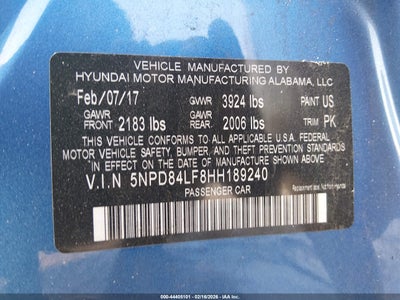 VEHICLE MANUFACTURED BY
HYUNDAI MOTOR MANUFACTURING ALABAMA, LLC
Feb/07/17 GVWR 3924 lbs PAINT US
GAWR FRONT 2183 lbs GAWR REAR 2006 lbs TRIM PK
THIS VEHICLE CONFORMS TO ALL APPLICABLE U.S.A. FEDERAL
MOTOR VEHICLE SAFETY, BUMPER, AND THEFT PREVENTION
STANDARDS IN EFFECT ON THE DATE OF MANUFACTURE SHOWN ABOVE.
V.I.N 5NPD84LF8HH189240
PASSENGER CAR
000-44405101 - 02/16/2026 - IAA, Inc.